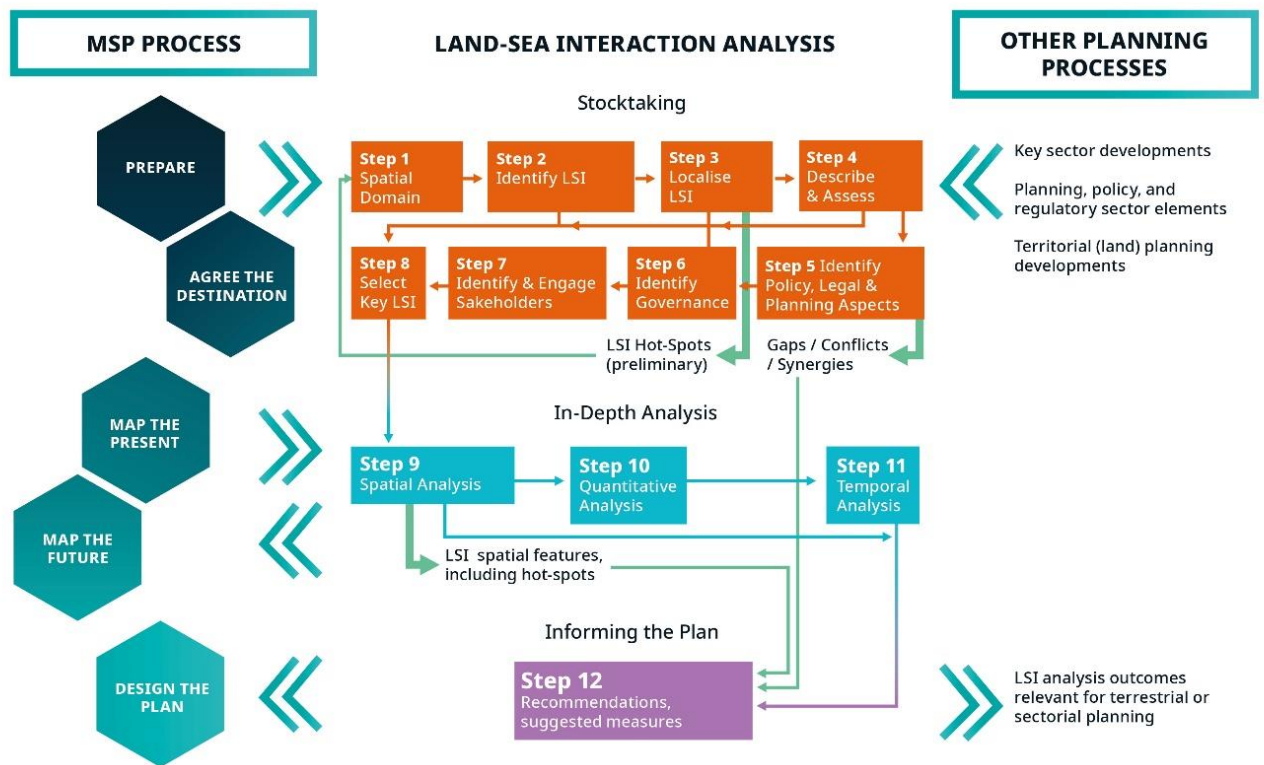 MSP PROCESS
LAND-SEA INTERACTION ANALYSIS
OTHER PLANNING
PROCESSES
Stocktaking
PREPARE
AGREE THE
DESTINATION
MAP THE
PRESENT
MAP THE
FUTURE
DESIGN THE
PLAN
Step 1
Spatial
Domain
Step 2
Identify LSI
Step 3
Localise
LSI
Step 4
Describe
& Assess
Step 8
Select
Key LSI
Step 7
Identify & Engage
Sakeholders
Step 6
Identify
Governance
Step 5 Identify
Policy, Legal &
Planning Aspects
LSI Hot-Spots
(preliminary)
Gaps / Conflicts
/ Synergies
In-Depth Analysis
Step 9
Spatial Analysis
Step 10
Quantitative
Analysis
Step 11
Temporal
Analysis
LSI spatial features,
including hot-spots
Informing the Plan
Step 12
Recommendations,
suggested measures
Key sector developments
Planning, policy, and
regulatory sector elements
Territorial (land) planning
developments
LSI analysis outcomes
relevant for terrestrial or
sectorial planning